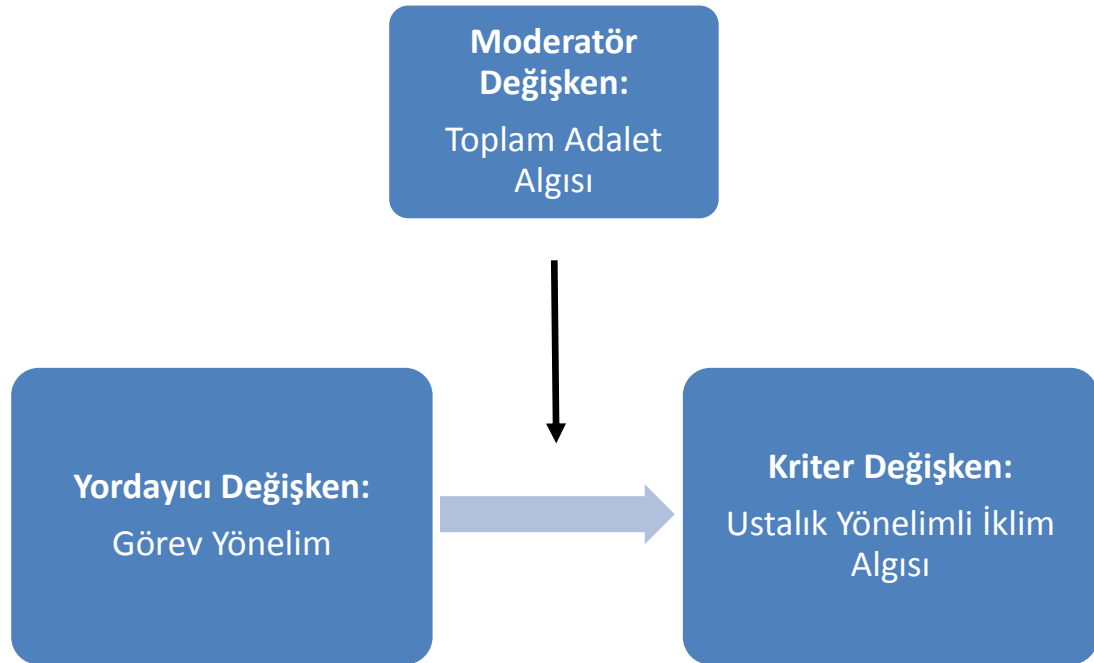 Moderatör
Değişken:
Toplam Adalet
Algısı
Yordayıcı Değişken:
Görev Yönelim
Kriter Değişken:
Ustalık Yönelimli İklim
Algısı